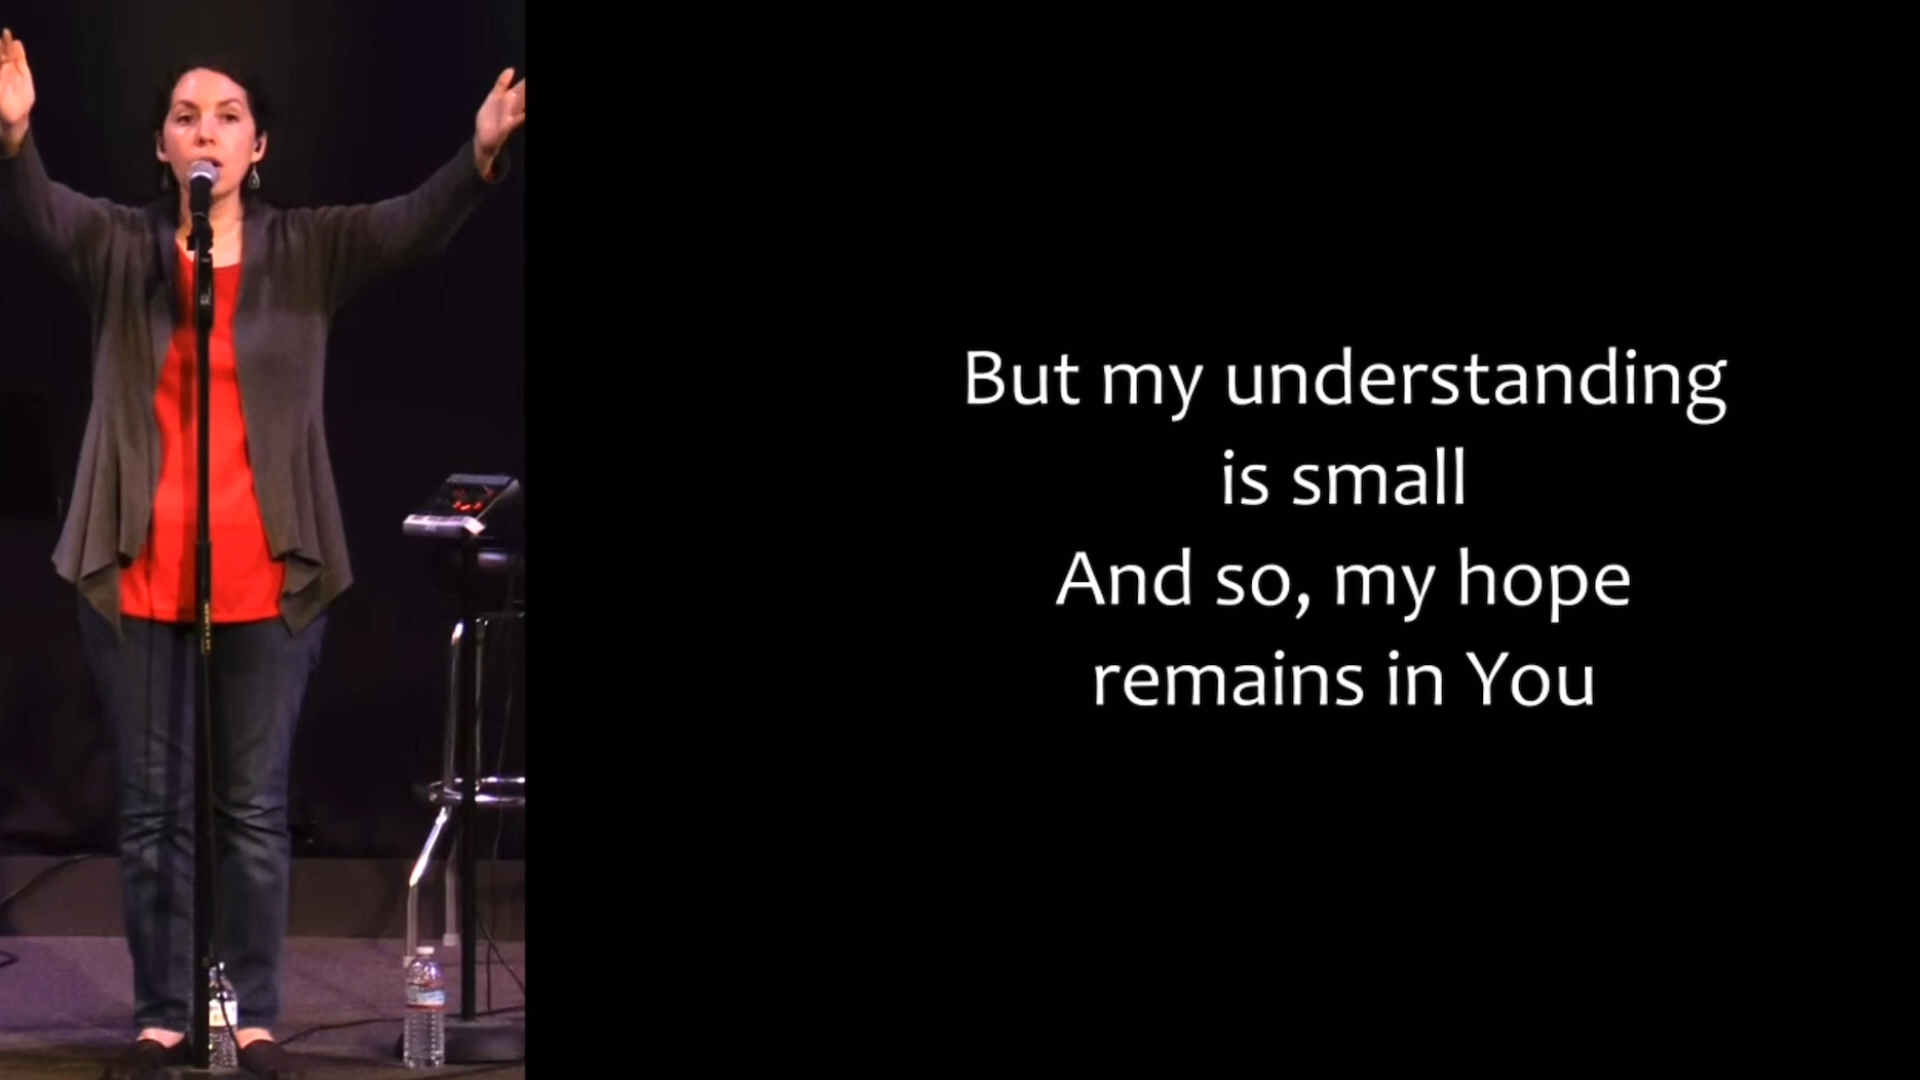 But my understanding
is small
And so, my hope
remains in You